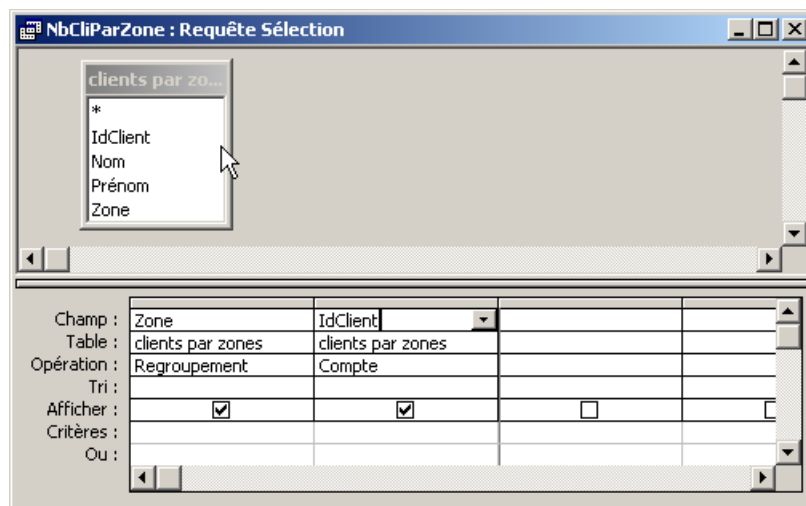 NbCliParZone : Requête Sélection
clients par zo...
*
IdClient
Nom
Prénom
Zone
Champ : Zone IdClient
Table : clients par zones clients par zones
Opération : Regroupement Compte
Tri :
Afficher :
Critères :
Ou :